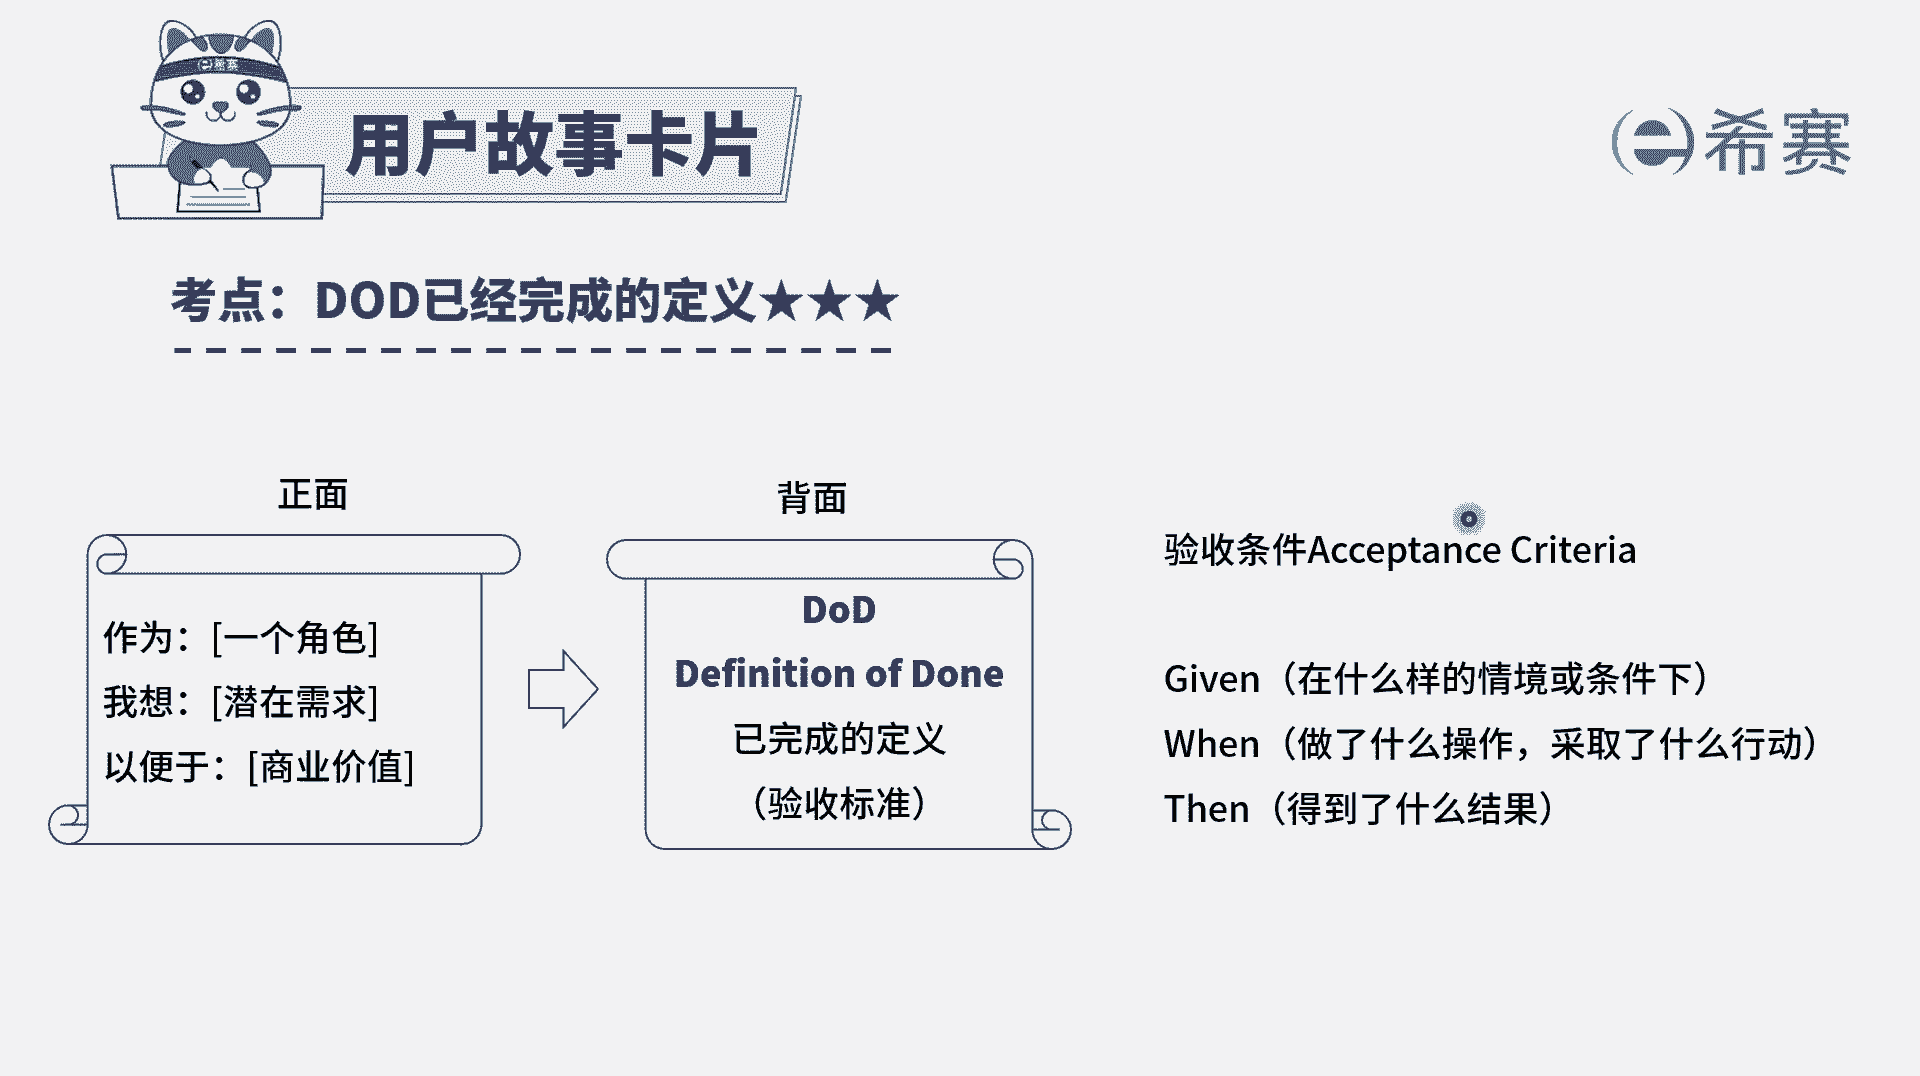 希赛
用户故事卡片
希赛
考点：DOD已经完成的定义★★★
正面
作为：[一个角色]
我想：[潜在需求]
以便于：[商业价值]
背面
DoD
Definition of Done
已完成的定义
（验收标准）
验收条件Acceptance Criteria
Given（在什么样的情境或条件下）
When（做了什么操作，采取了什么行动）
Then（得到了什么结果）